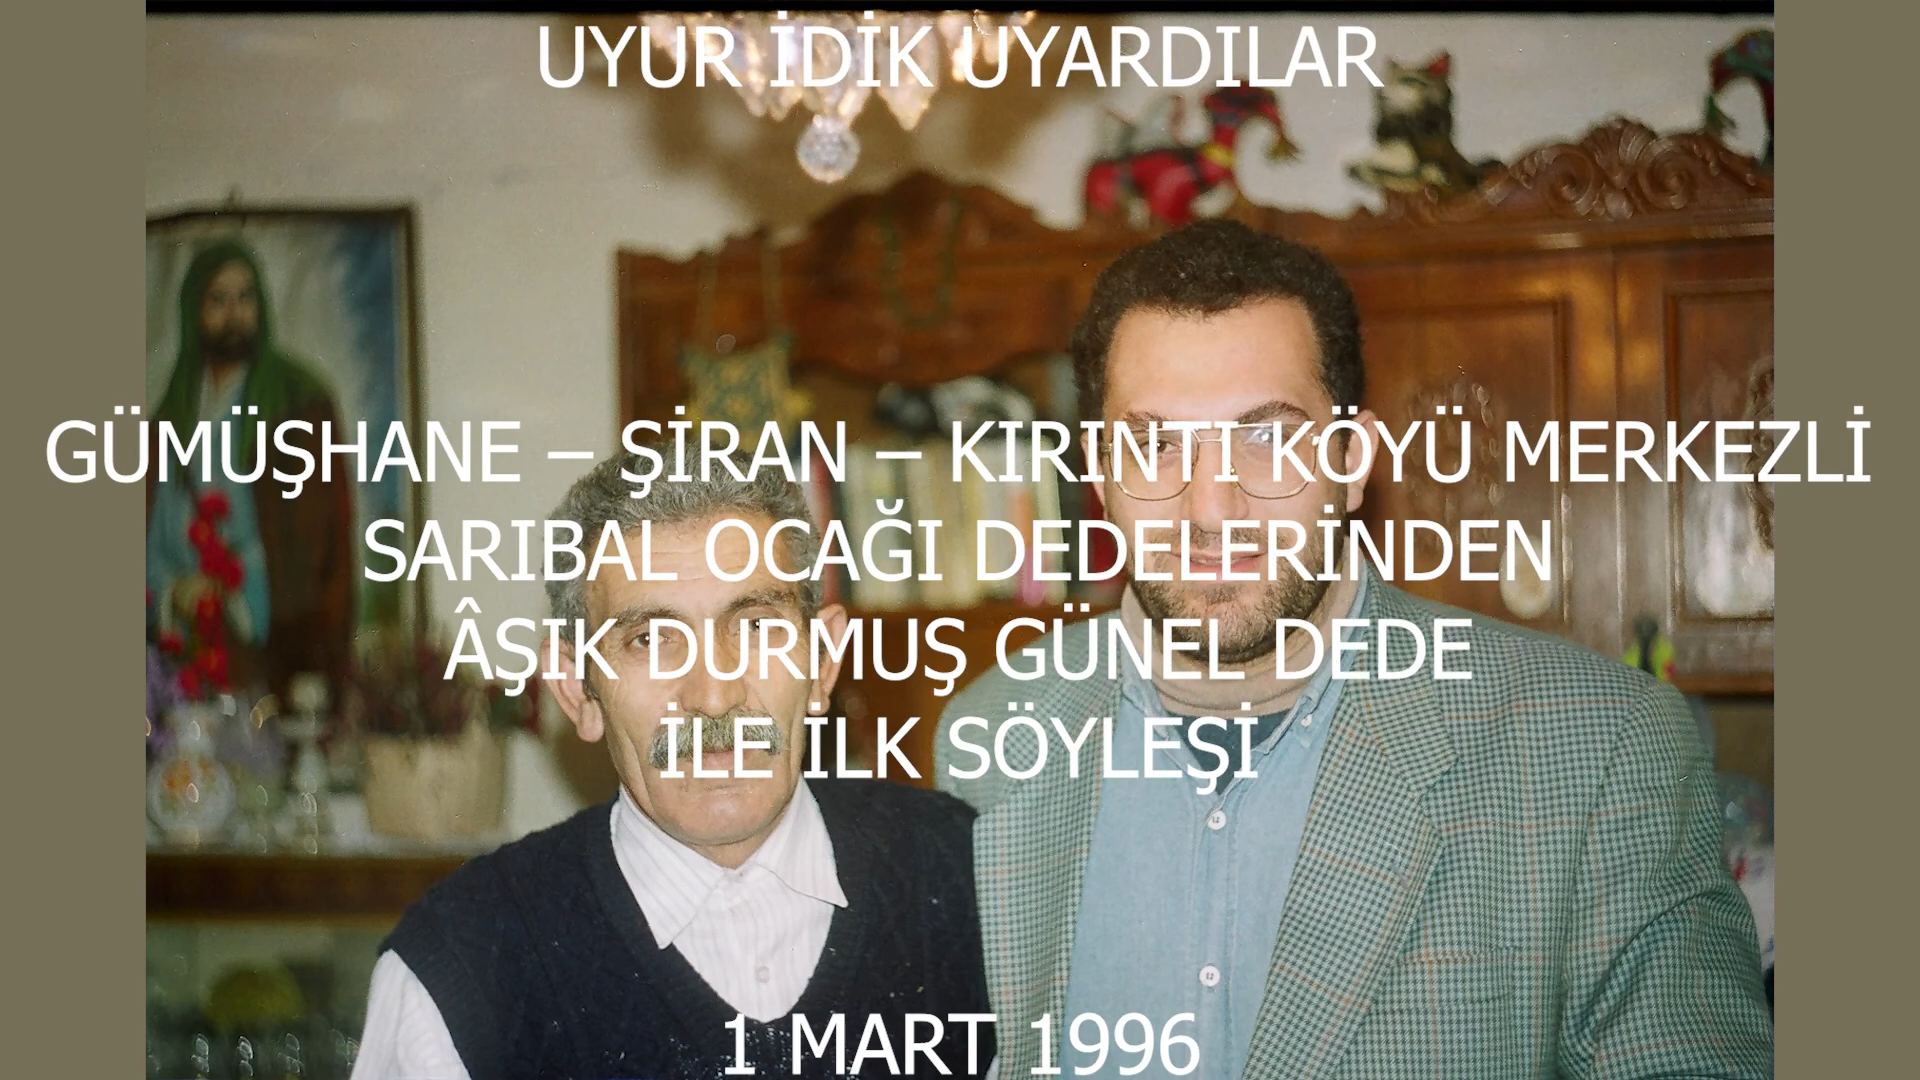 UYUR İDİK UYARDILAR
GÜMÜŞHANE – ŞİRAN – KIRINTI KÖYÜ MERKEZLİ
SARIBAL OCAĞI DEDELERİNDEN
ÂŞIK DURMUŞ GÜNEL DEDE
İLE İLK SÖYLEŞİ
1 MART 1996